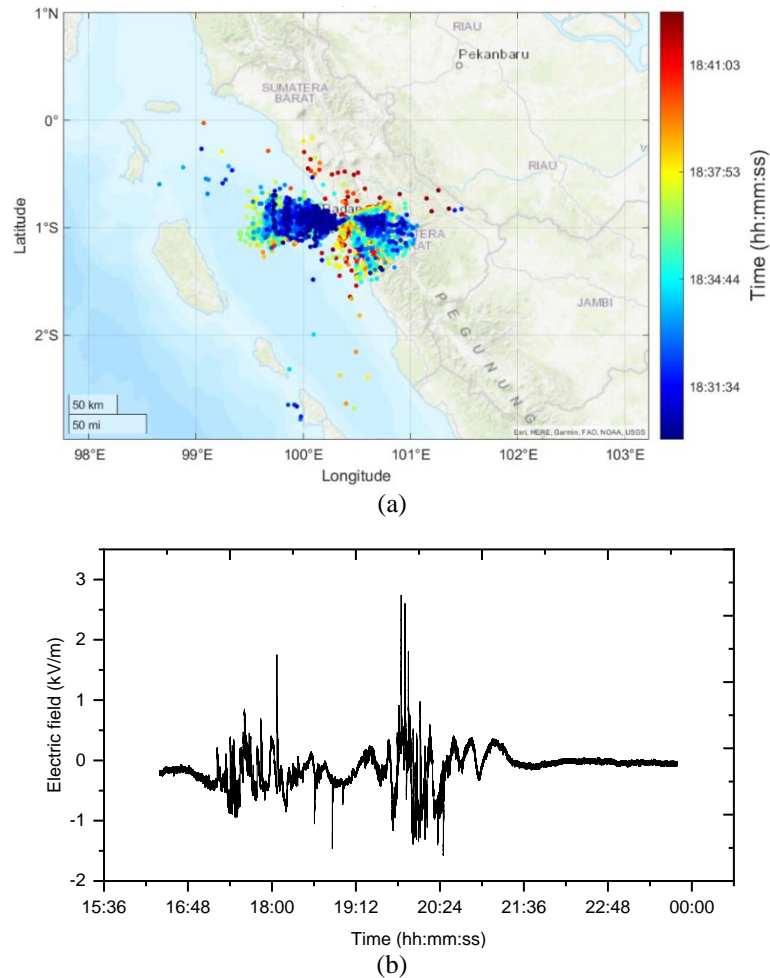 1°N
0°
1°S
2°S
Latitude
98°E
99°E
100°E
101°E
102°E
103°E
Longitude
RIAU
Pekanbaru
SUMATERA
BARAT
RIAU
Padang
TERA
AT
JAMBI
PEGUNUNG
50 km
50 mi
Esri, HERE, Garmin, FAO, NOAA, USGS
18:41:03
18:37:53
18:34:44
18:31:34
Time (hh:mm:ss)
(a)
3
2
1
0
-1
-2
Electric field (kV/m)
15:36
16:48
18:00
19:12
20:24
21:36
22:48
00:00
Time (hh:mm:ss)
(b)